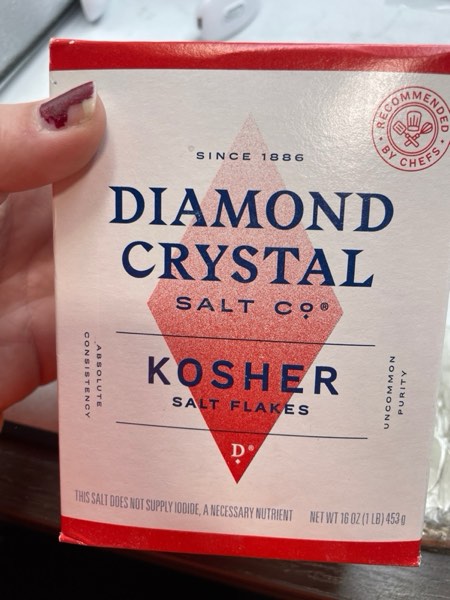 RECOMMENDED
BY CHEFS
SINCE 1886
DIAMOND
CRYSTAL
SALT CO®
KOSHER
SALT FLAKES
ABSOLUTE
CONSISTENCY
UNCOMMON
PURITY
D®
THIS SALT DOES NOT SUPPLY IODIDE, A NECESSARY NUTRIENT
NET WT 16 OZ (1 LB) 453g